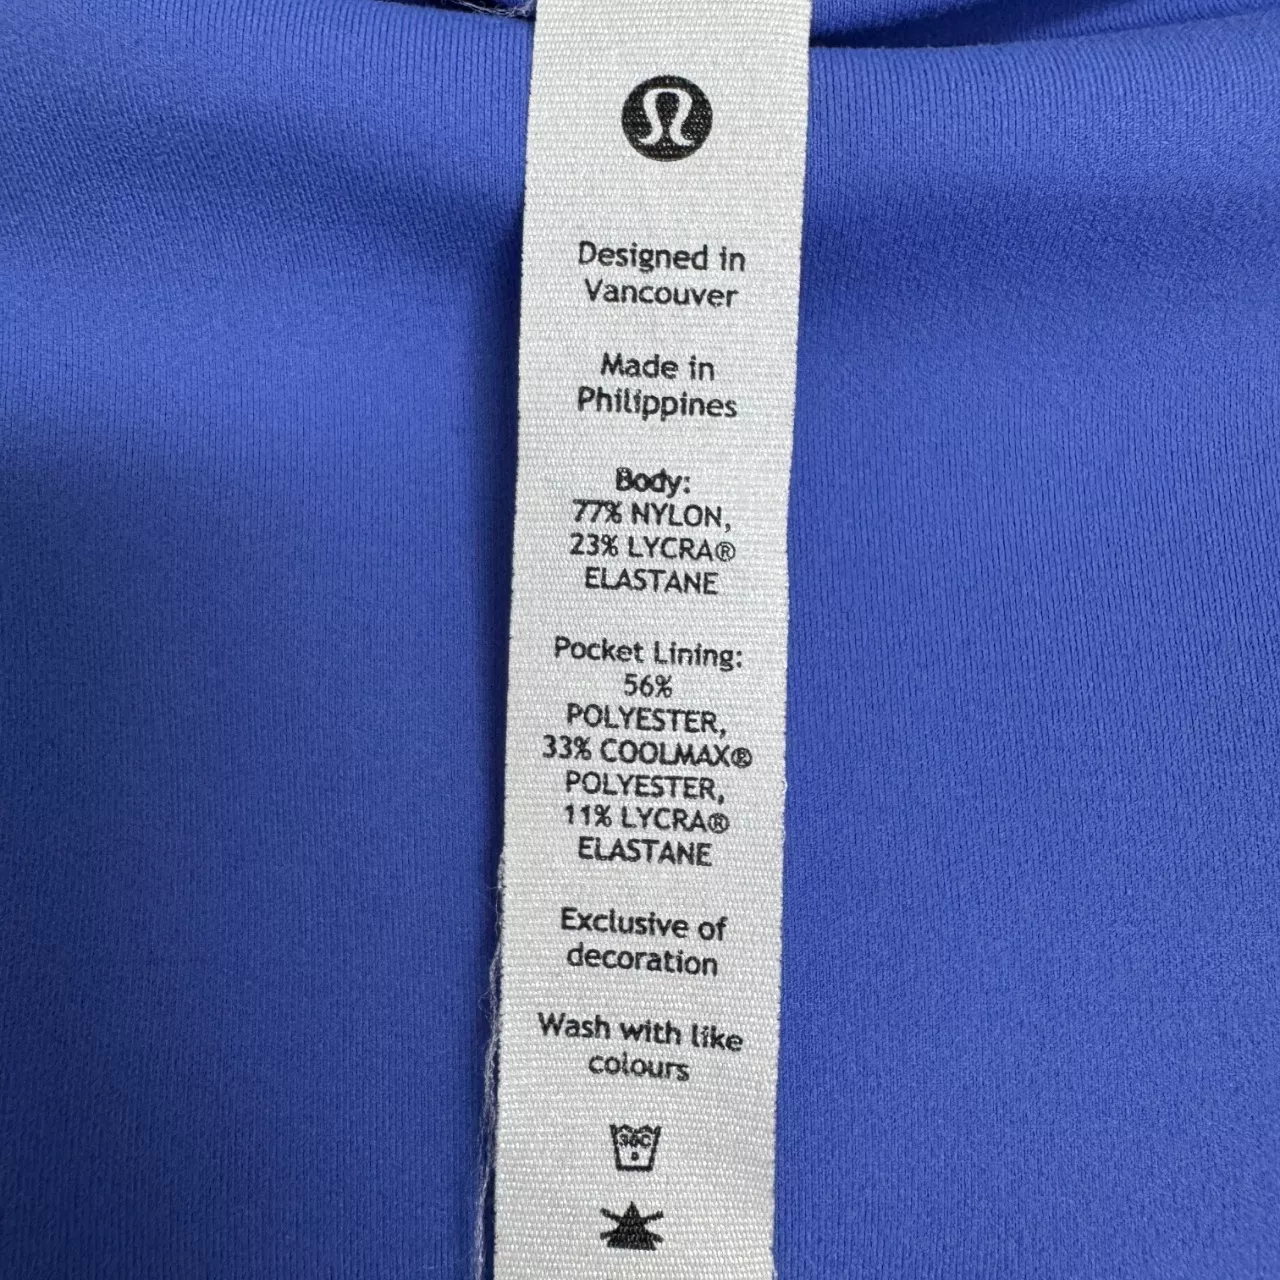 Designed in
Vancouver
Made in
Philippines
Body:
77% NYLON,
23% LYCRA®
ELASTANE
Pocket Lining:
56%
POLYESTER,
33% COOLMAX®
POLYESTER,
11% LYCRA®
ELASTANE
Exclusive of
decoration
Wash with like
colours
30C